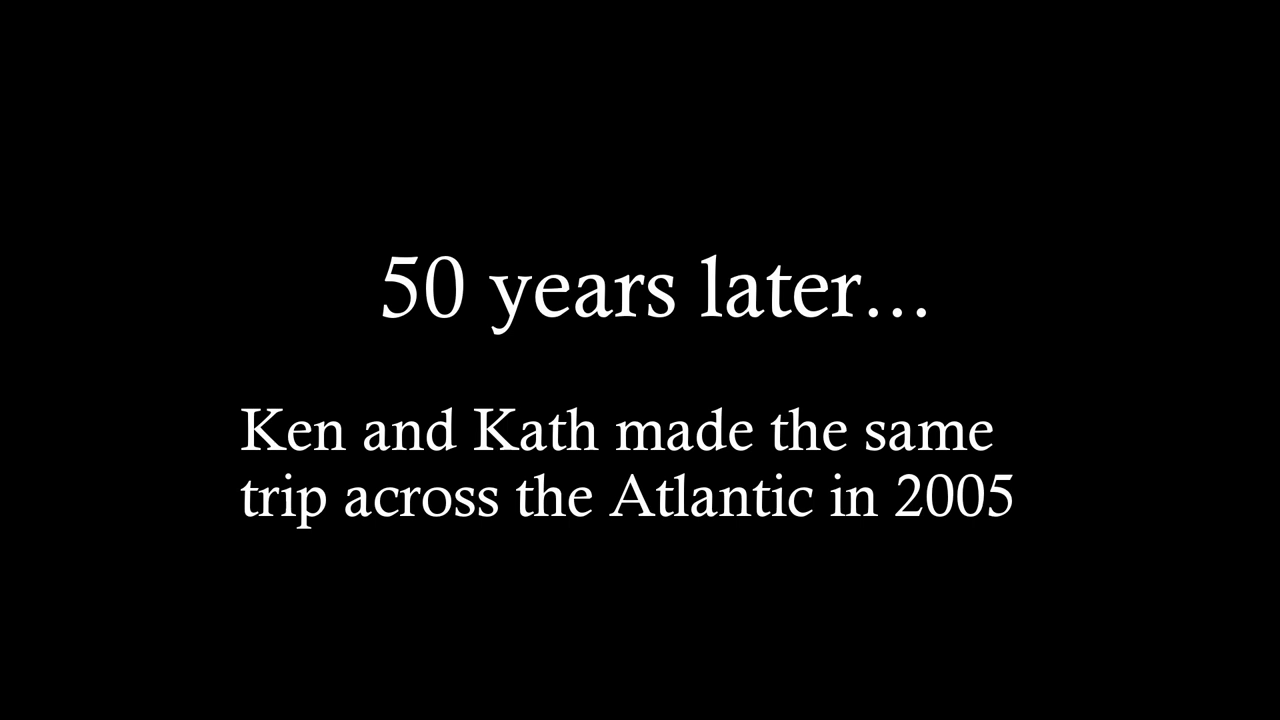 50 years later...
Ken and Kath made the same
trip across the Atlantic in 2005